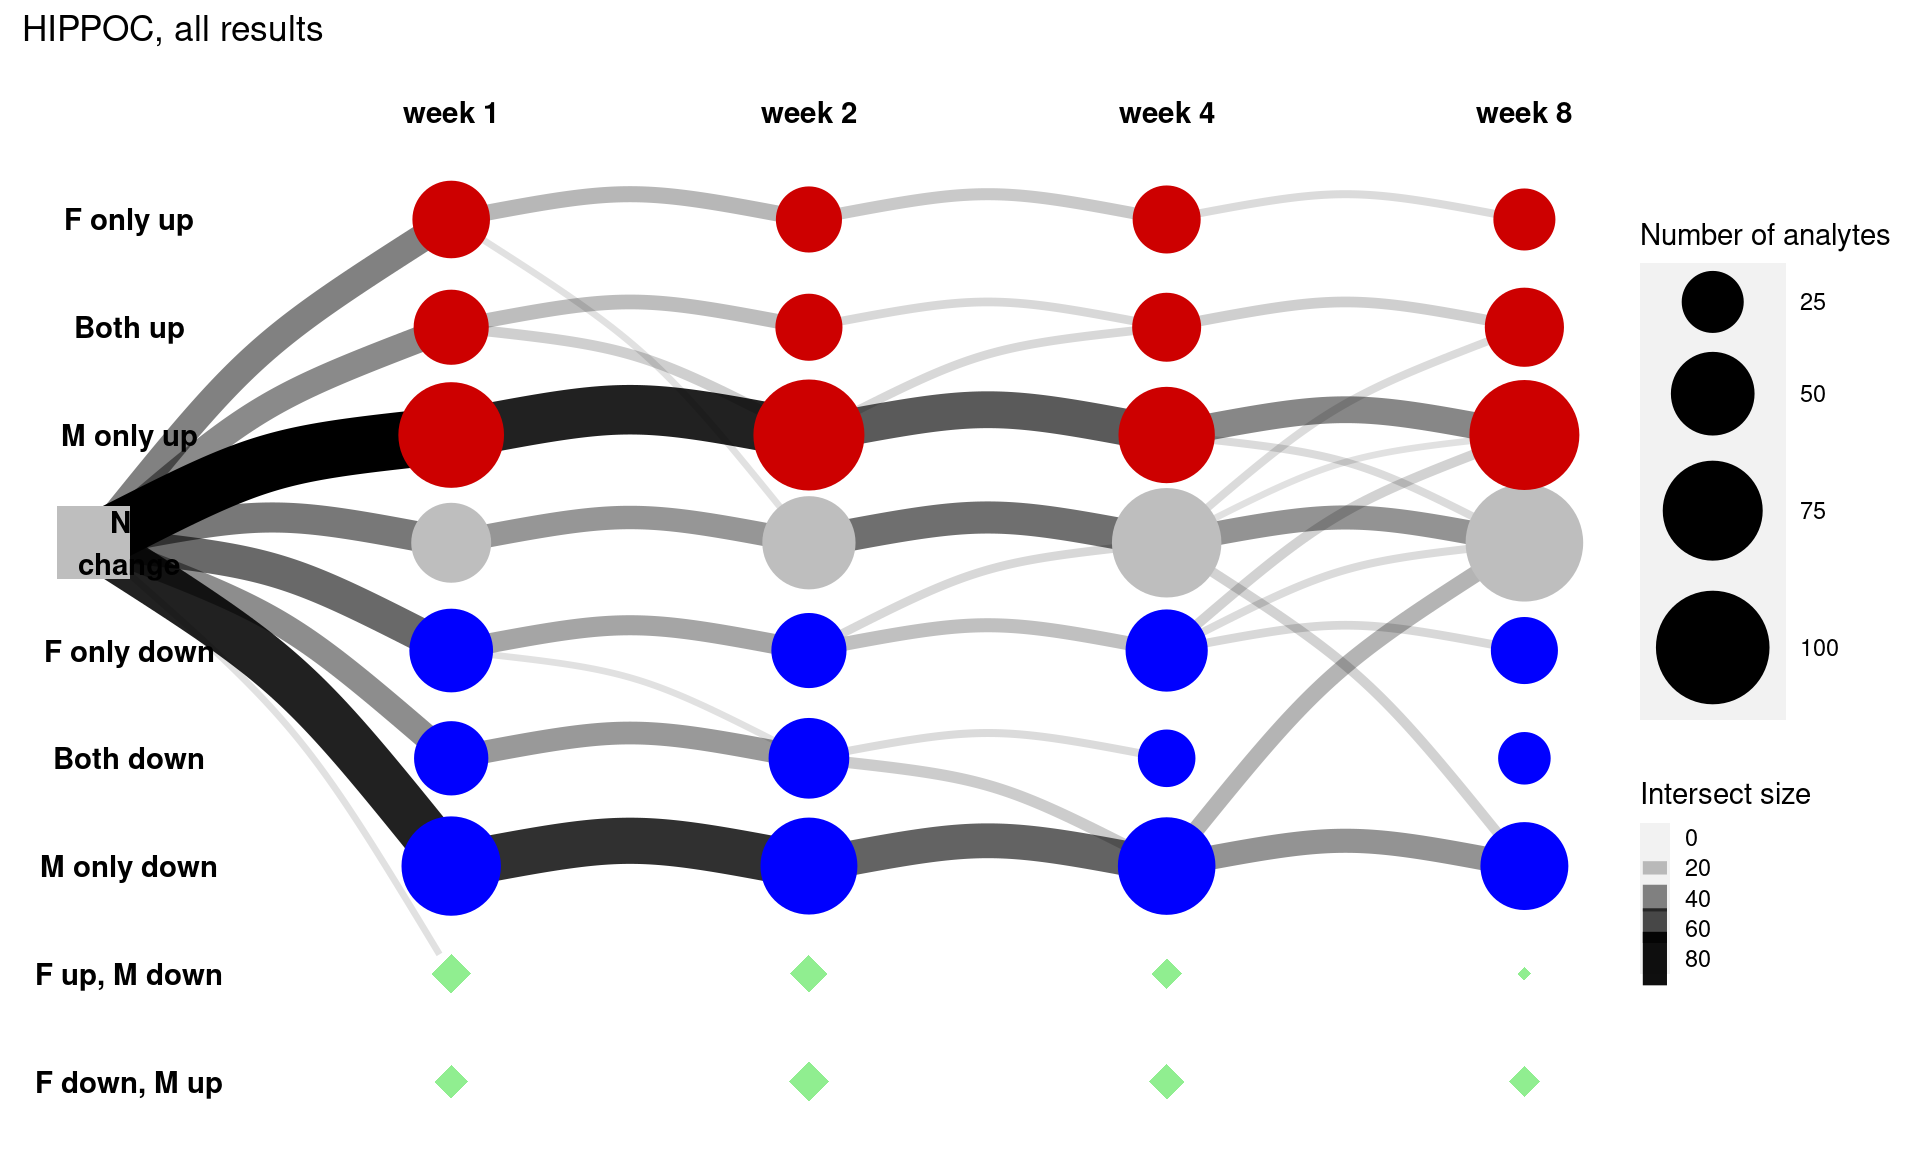 HIPPOC, all results
week 1
week 2
week 4
week 8
F only up
Both up
M only up
N
change
F only down
Both down
M only down
F up, M down
F down, M up
Number of analytes
25
50
75
100
Intersect size
0
20
40
60
80